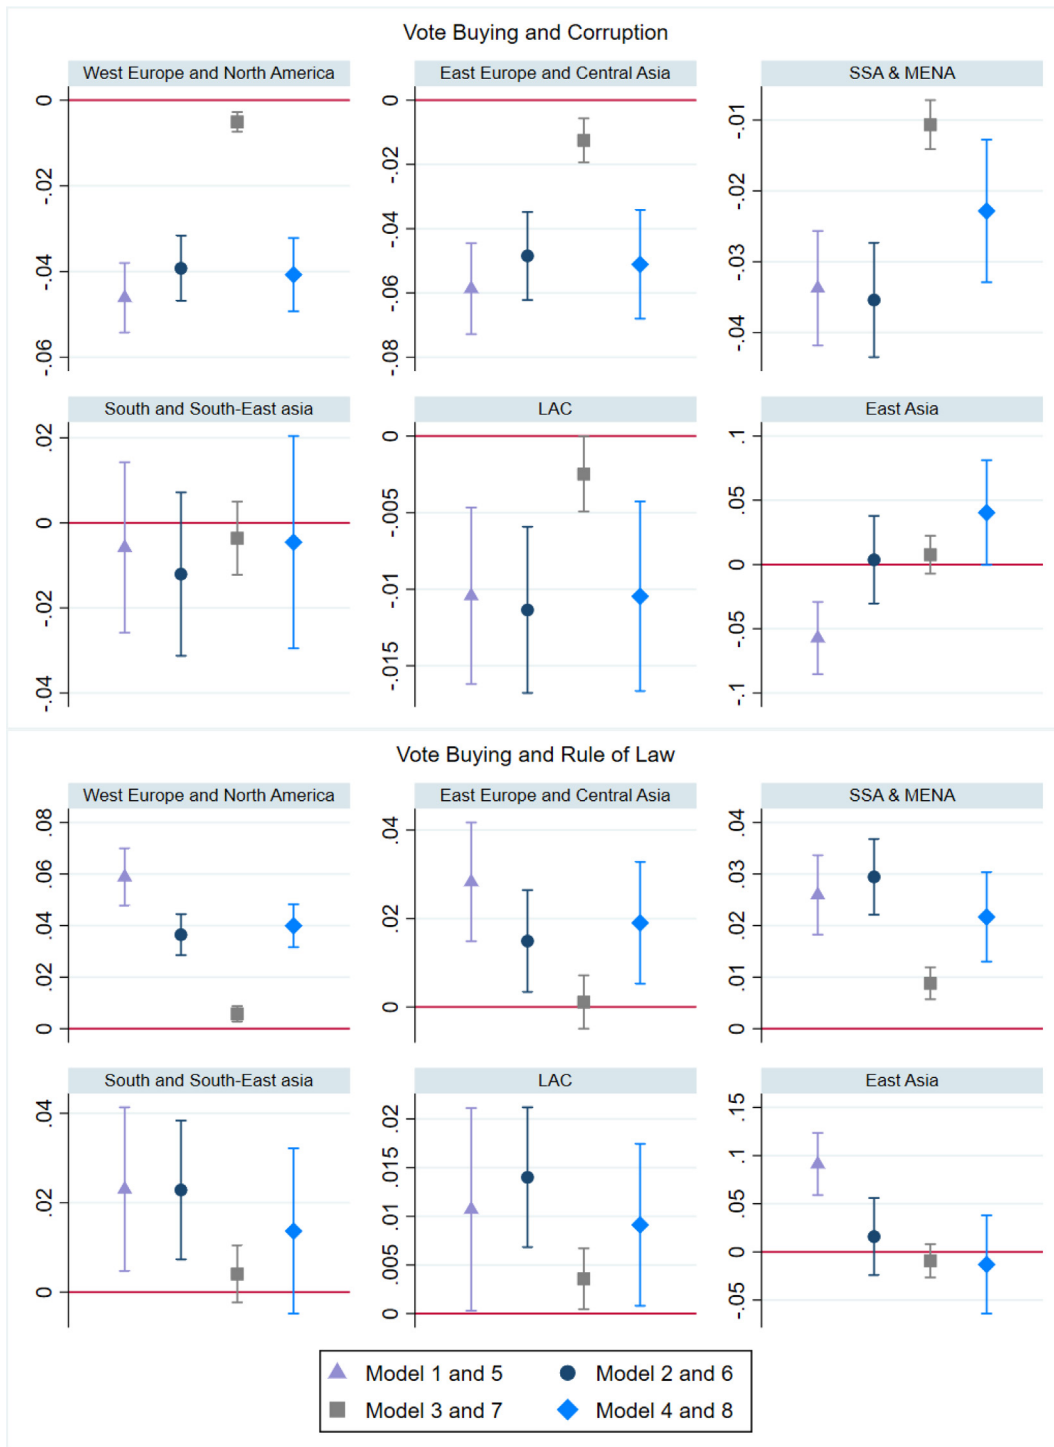 Vote Buying and Corruption
West Europe and North America
East Europe and Central Asia
SSA & MENA
0
-.02
-.04
-.06
0
-.02
-.04
-.06
-.08
-.01
-.02
-.03
-.04
South and South-East asia
LAC
East Asia
.02
0
-.02
-.04
0
-.005
-.01
-.015
.1
.05
0
-.05
-.1
Vote Buying and Rule of Law
West Europe and North America
East Europe and Central Asia
SSA & MENA
.08
.06
.04
.02
0
.04
.02
0
.04
.03
.02
.01
0
South and South-East asia
LAC
East Asia
.04
.02
0
.02
.015
.01
.005
0
.15
.1
.05
0
-.05
Model 1 and 5
Model 2 and 6
Model 3 and 7
Model 4 and 8